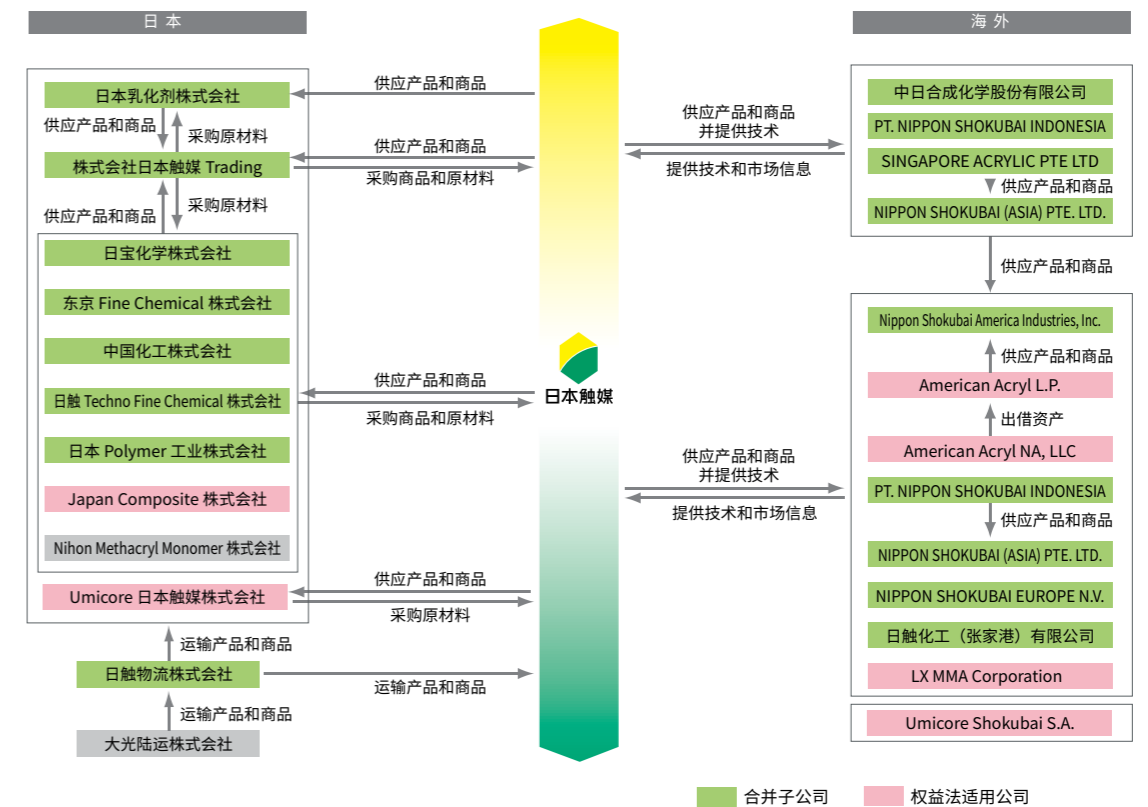 日本
海外
日本乳化剂株式会社
供应产品和商品
采购原材料
株式会社日本触媒 Trading
供应产品和商品
采购原材料
日宝化学株式会社
东京 Fine Chemical 株式会社
中国化工株式会社
日触 Techno Fine Chemical 株式会社
日本 Polymer 工业株式会社
Japan Composite 株式会社
Nihon Methacryl Monomer 株式会社
Umicore 日本触媒株式会社
运输产品和商品
日触物流株式会社
运输产品和商品
大光陆运株式会社
供应产品和商品
供应产品和商品
采购商品和原材料
供应产品和商品
采购商品和原材料
供应产品和商品
采购原材料
运输产品和商品
日本触媒
供应产品和商品
并提供技术
提供技术和市场信息
供应产品和商品
并提供技术
提供技术和市场信息
中日合成化学股份有限公司
PT. NIPPON SHOKUBAI INDONESIA
SINGAPORE ACRYLIC PTE LTD
供应产品和商品
NIPPON SHOKUBAI (ASIA) PTE. LTD.
供应产品和商品
Nippon Shokubai America Industries, Inc.
供应产品和商品
American Acryl L.P.
出借资产
American Acryl NA, LLC
PT. NIPPON SHOKUBAI INDONESIA
供应产品和商品
NIPPON SHOKUBAI (ASIA) PTE. LTD.
NIPPON SHOKUBAI EUROPE N.V.
日触化工（张家港）有限公司
LX MMA Corporation
Umicore Shokubai S.A.
合并子公司
权益法适用公司